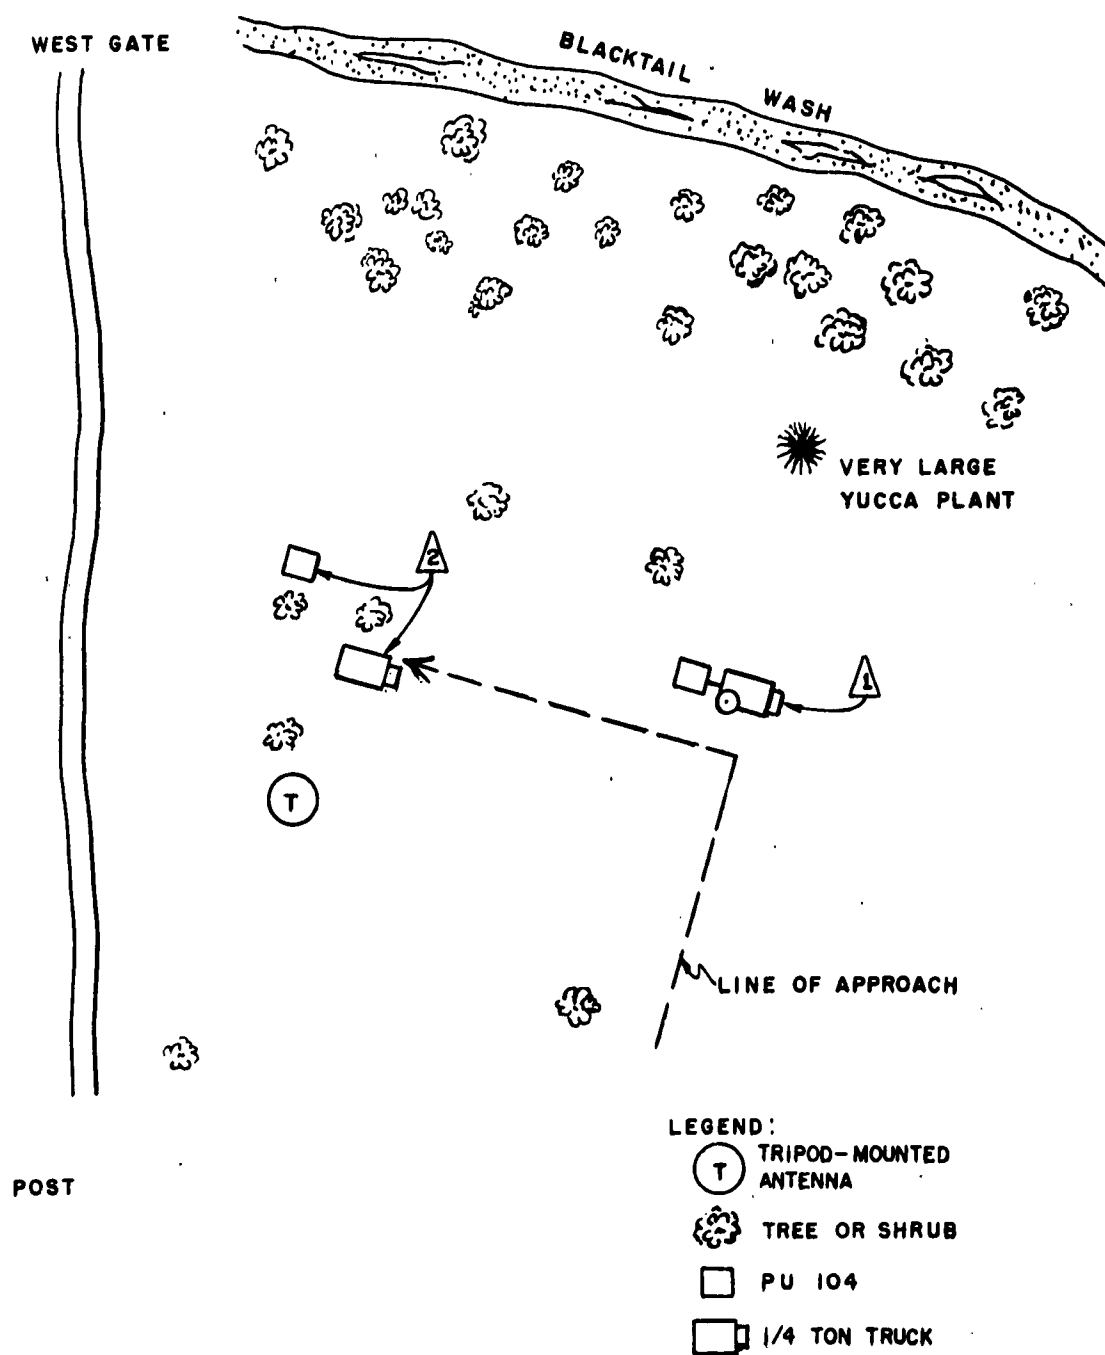 WEST GATE
BLACKTAIL WASH
VERY LARGE
YUCCA PLANT
2
1
T
LINE OF APPROACH
LEGEND:
T TRIPOD-MOUNTED
ANTENNA
TREE OR SHRUB
POST
PU 104
1/4 TON TRUCK